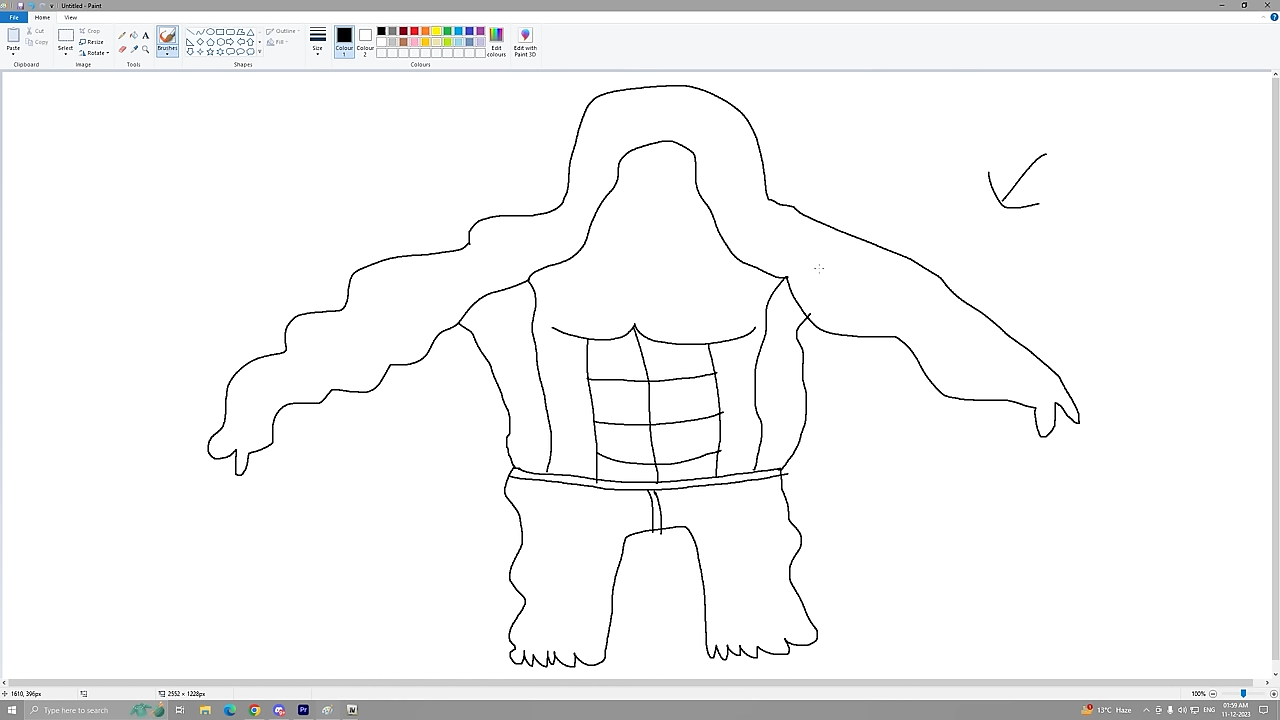 Untitled - Paint
File Home View
Paste Cut Copy Select Crop Resize Rotate Brushes Outline Fill Size Colour 1 Colour 2 Edit colours Edit with Paint 3D
Clipboard Image Tools Shapes Colours
1610, 396px 2552 × 1228px 100%
Type here to search 13°C Haze ENG 01:59 AM 11-12-2023